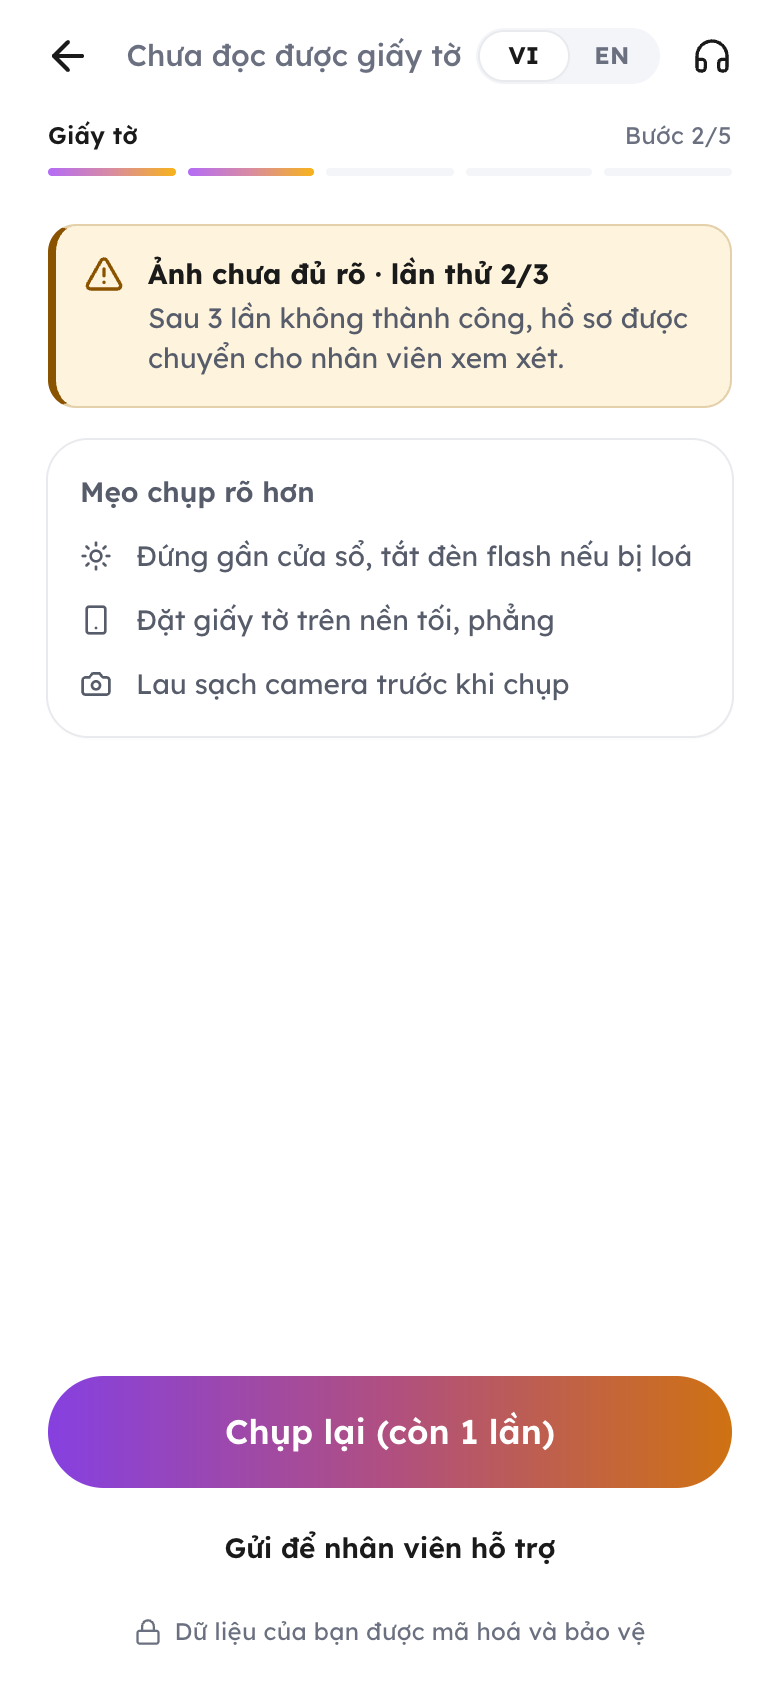 Chưa đọc được giấy tờ
VI
EN
Giấy tờ
Bước 2/5
Ảnh chưa đủ rõ · lần thử 2/3
Sau 3 lần không thành công, hồ sơ được
chuyển cho nhân viên xem xét.
Mẹo chụp rõ hơn
Đứng gần cửa sổ, tắt đèn flash nếu bị loá
Đặt giấy tờ trên nền tối, phẳng
Lau sạch camera trước khi chụp
Chụp lại (còn 1 lần)
Gửi để nhân viên hỗ trợ
Dữ liệu của bạn được mã hoá và bảo vệ